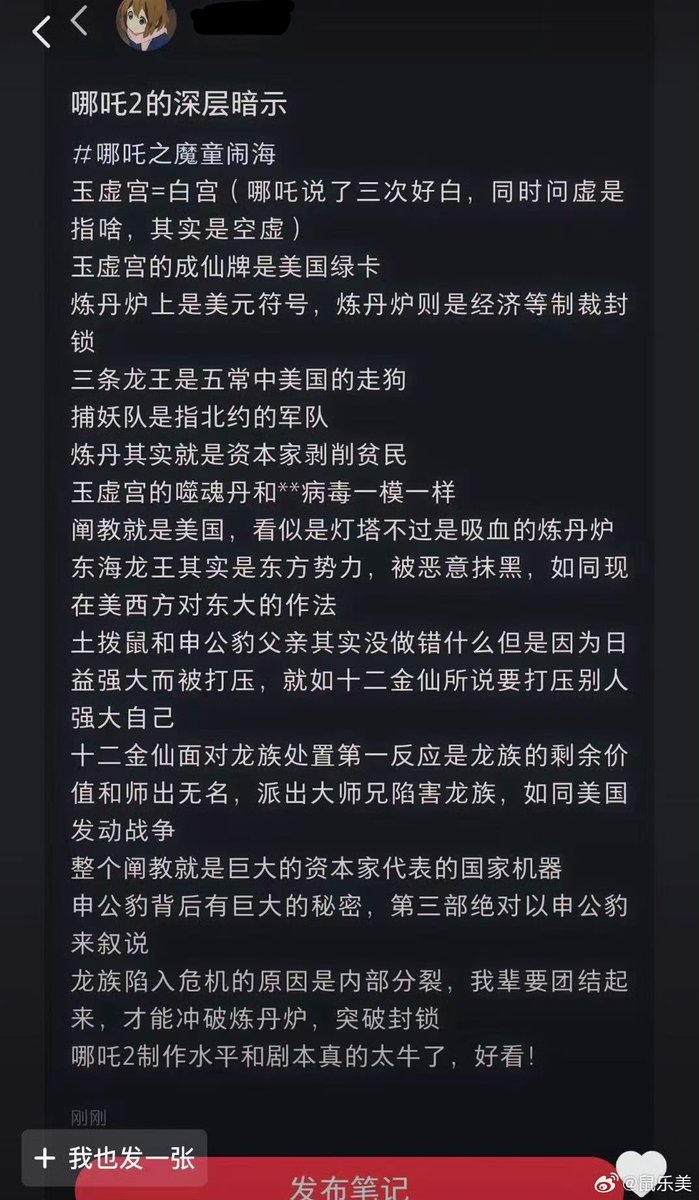 哪吒2的深层暗示
#哪吒之魔童闹海
玉虚宫=白宫（哪吒说了三次好白，同时问虚是
指啥，其实是空虚）
玉虚宫的成仙牌是美国绿卡
炼丹炉上是美元符号，炼丹炉则是经济等制裁封
锁
三条龙王是五常中美国的走狗
捕妖队是指北约的军队
炼丹其实就是资本家剥削贫民
玉虚宫的噬魂丹和**病毒一模一样
阐教就是美国，看似是灯塔不过是吸血的炼丹炉
东海龙王其实是东方势力，被恶意抹黑，如同现
在美西方对东大的作法
土拨鼠和申公豹父亲其实没做错什么但是因为日
益强大而被打压，就如十二金仙所说要打压别人
强大自己
十二金仙面对龙族处置第一反应是龙族的剩余价
值和师出无名，派出大师兄陷害龙族，如同美国
发动战争
整个阐教就是巨大的资本家代表的国家机器
申公豹背后有巨大的秘密，第三部绝对以申公豹
来叙说
龙族陷入危机的原因是内部分裂，我辈要团结起
来，才能冲破炼丹炉，突破封锁
哪吒2制作水平和剧本真的太牛了，好看！
刚刚
+ 我也发一张
发布笔记
@鼠乐美